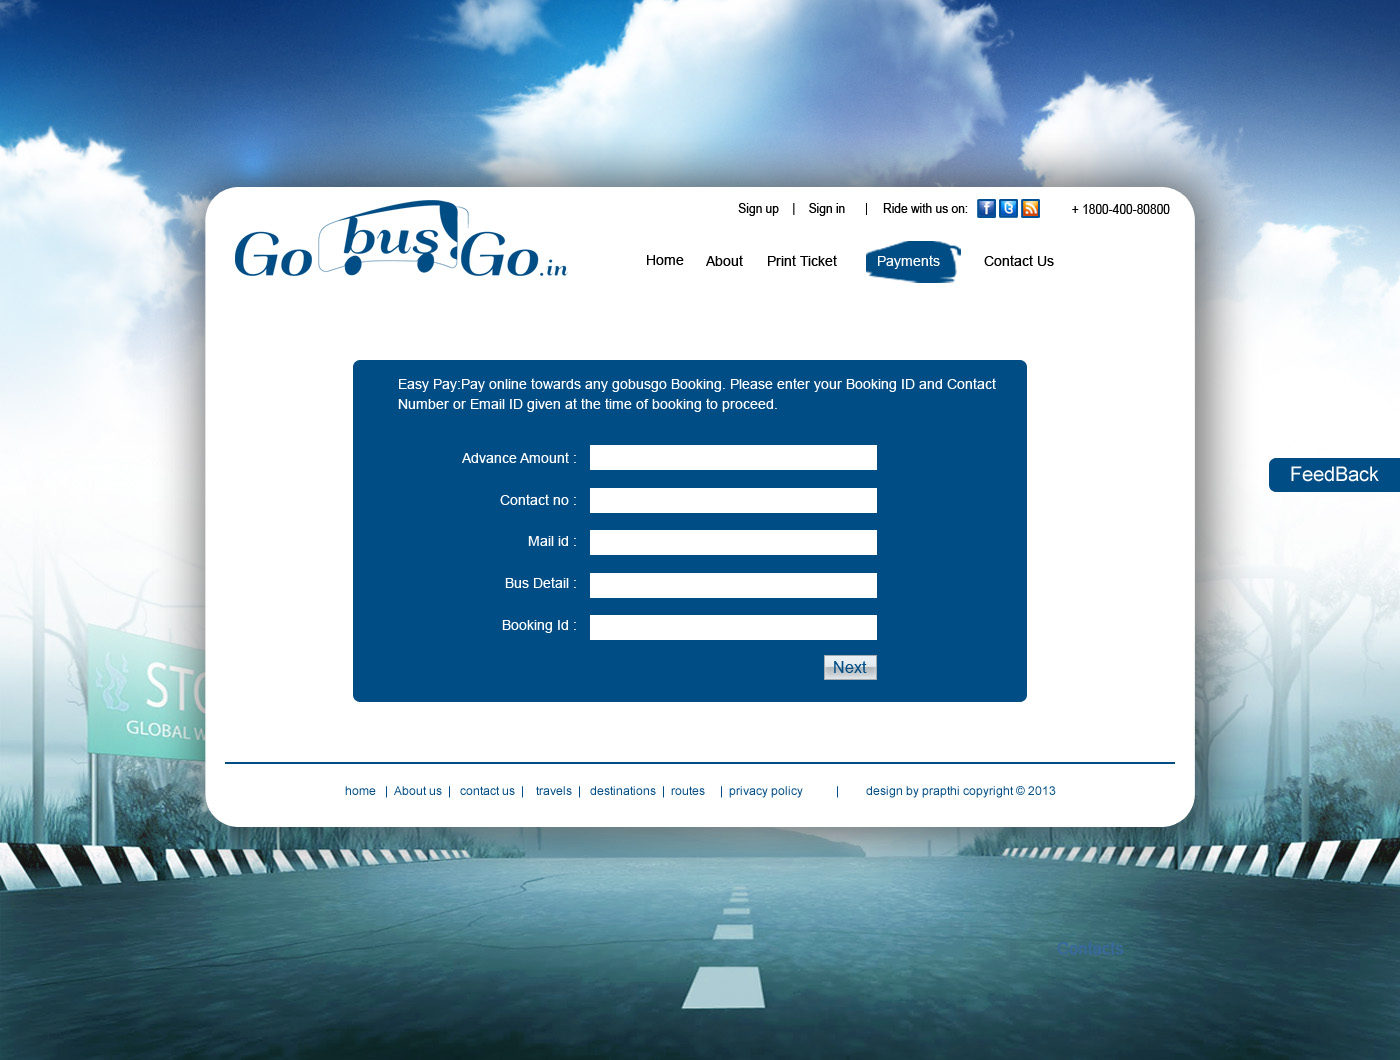 Sign up | Sign in | Ride with us on: + 1800-400-80800
Go bus Go.in
Home About Print Ticket Payments Contact Us
Easy Pay:Pay online towards any gobusgo Booking. Please enter your Booking ID and Contact
Number or Email ID given at the time of booking to proceed.
Advance Amount :
Contact no :
Mail id :
Bus Detail :
Booking Id :
Next
FeedBack
GLOBAL
home | About us | contact us | travels | destinations | routes | privacy policy | design by prapthi copyright © 2013